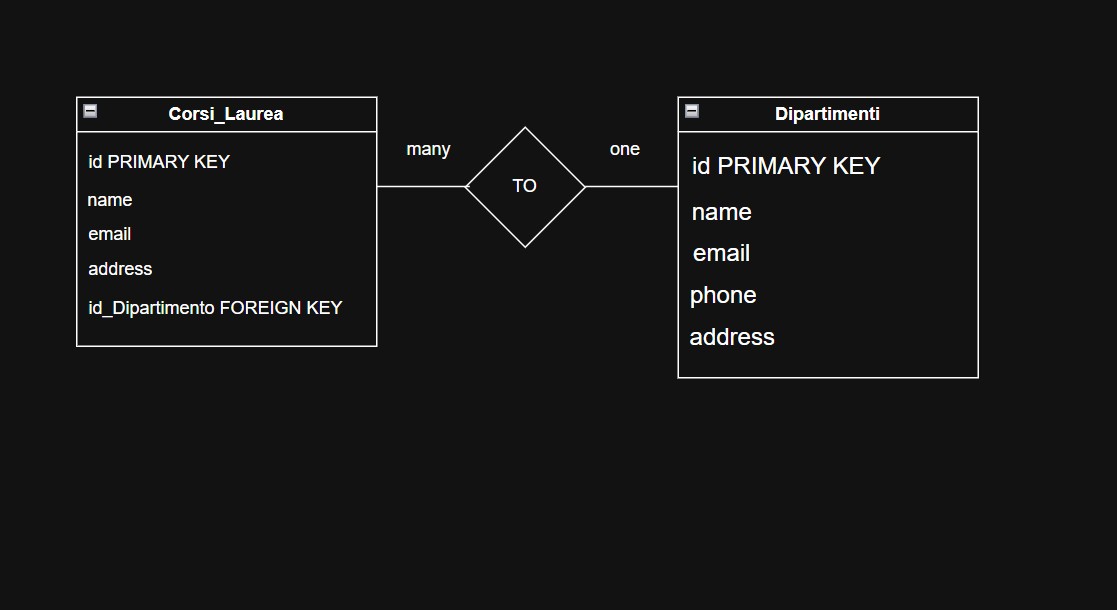 Corsi_Laurea
id PRIMARY KEY
name
email
address
id_Dipartimento FOREIGN KEY
many
TO
one
Dipartimenti
id PRIMARY KEY
name
email
phone
address